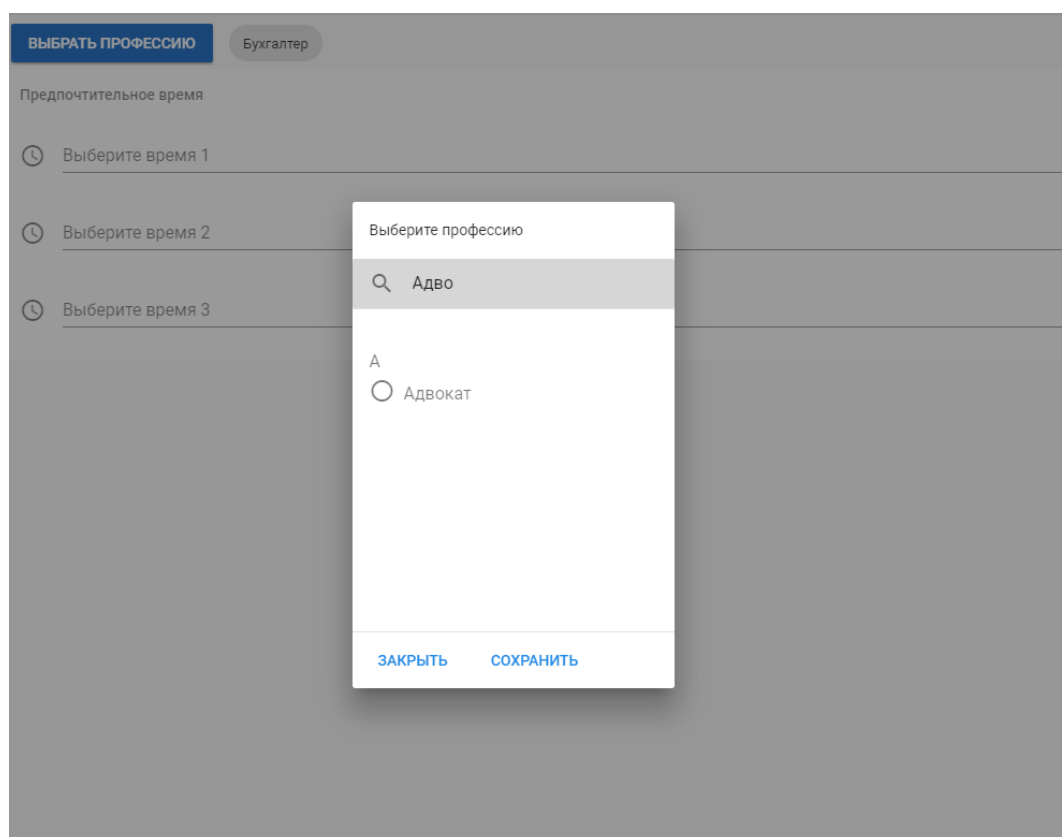 ВЫБРАТЬ ПРОФЕССИЮ Бухгалтер
Предпочтительное время
Выберите время 1
Выберите время 2
Выберите время 3
Выберите профессию
Адво
А
Адвокат
ЗАКРЫТЬ СОХРАНИТЬ